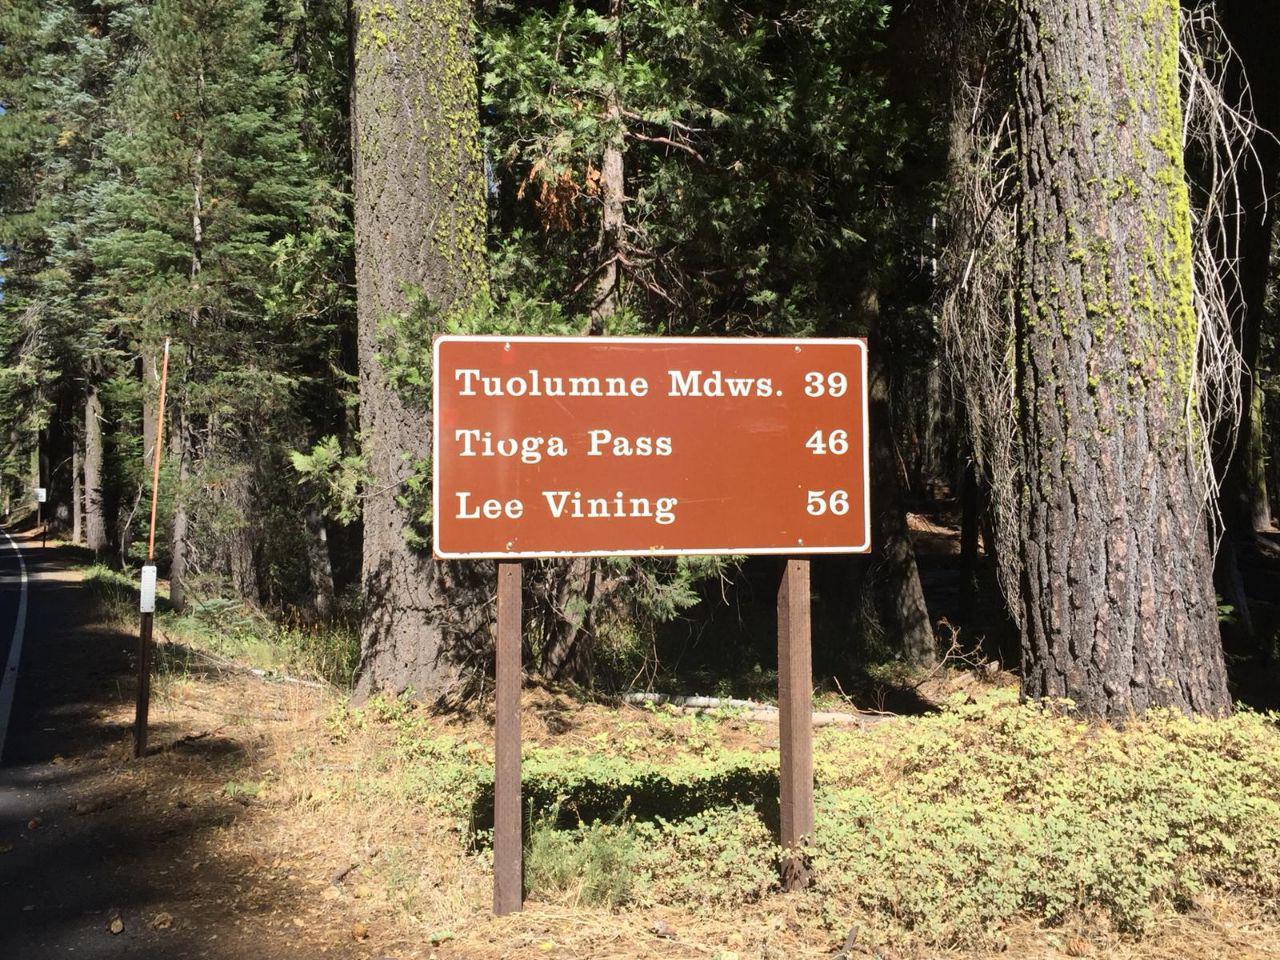 Tuolumne Mdws. 39
Tioga Pass 46
Lee Vining 56